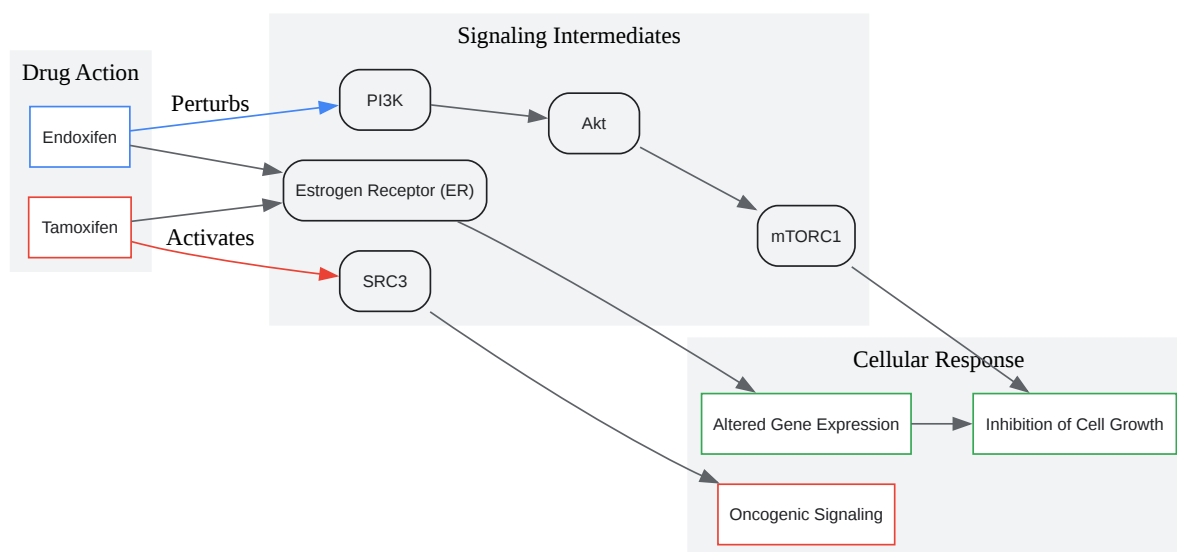 Signaling Intermediates
Drug Action
Perturbs
PI3K
Akt
Endoxifen
Estrogen Receptor (ER)
Tamoxifen
Activates
mTORC1
SRC3
Cellular Response
Altered Gene Expression
Inhibition of Cell Growth
Oncogenic Signaling